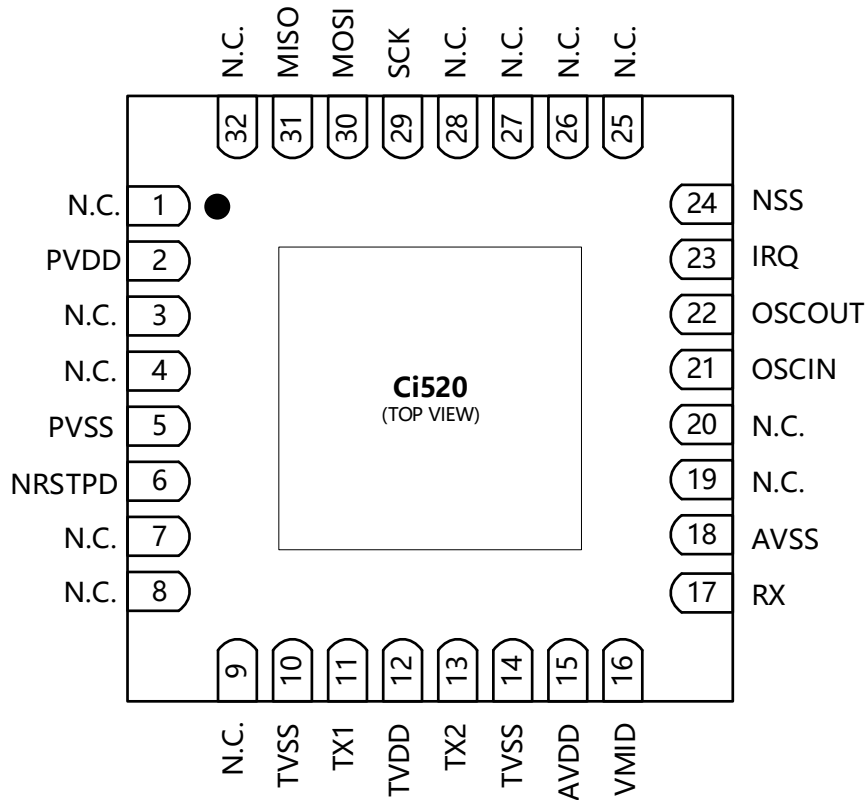 N.C.
MISO
MOSI
SCK
N.C.
N.C.
N.C.
N.C.
32
31
30
29
28
27
26
25
N.C. 1
PVDD 2
N.C. 3
N.C. 4
PVSS 5
NRSTPD 6
N.C. 7
N.C. 8
Ci520
(TOP VIEW)
24 NSS
23 IRQ
22 OSCOUT
21 OSCIN
20 N.C.
19 N.C.
18 AVSS
17 RX
9
10
11
12
13
14
15
16
N.C.
TVSS
TX1
TVDD
TX2
TVSS
AVDD
VMID